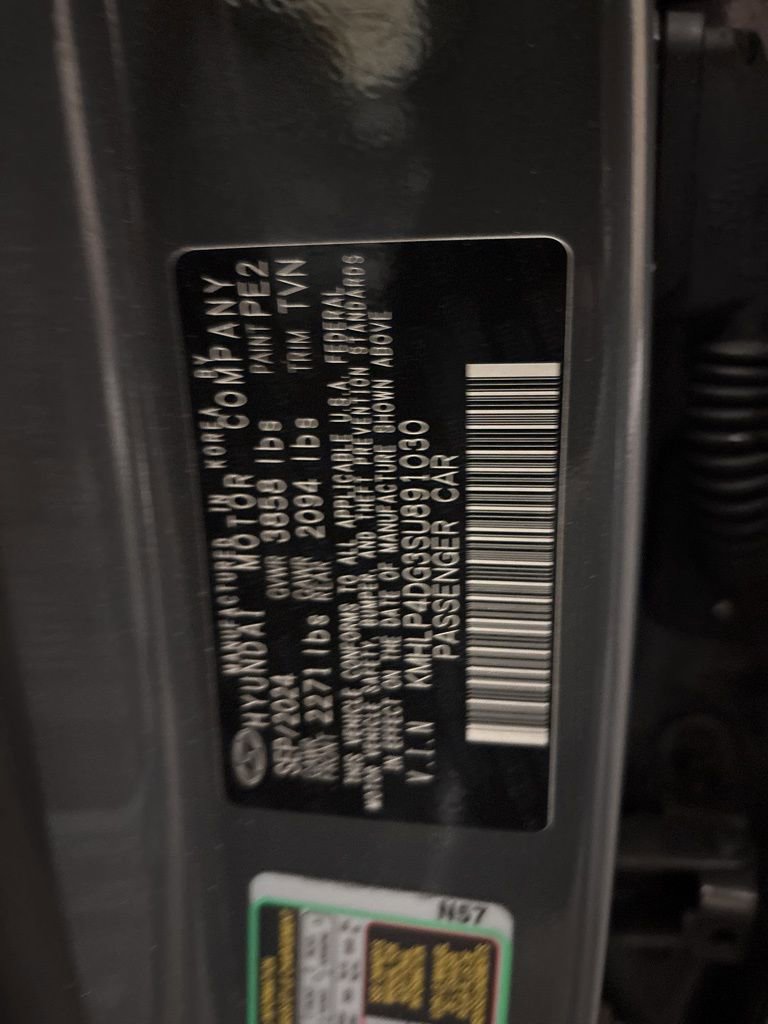 MANUFACTURED IN KOREA BY
HYUNDAI MOTOR COMPANY
SEP/2024 GVWR 3858 lbs PAINT PE2
GAWR FRONT 2271 lbs GAWR REAR 2094 lbs TRIM TVN
THIS VEHICLE CONFORMS TO ALL APPLICABLE U.S.A. FEDERAL
MOTOR VEHICLE SAFETY, BUMPER, AND THEFT PREVENTION STANDARDS
IN EFFECT ON THE DATE OF MANUFACTURE SHOWN ABOVE
V.I.N KMHLP4DG3SU891030
PASSENGER CAR
N57